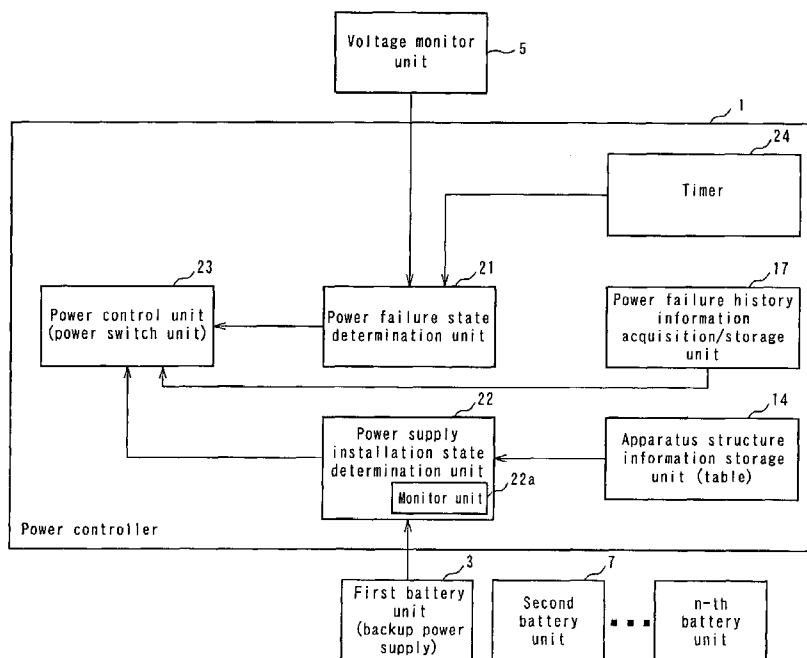 Voltage monitor
unit
5
1
24
Timer
23
Power control unit
(power switch unit)
21
Power failure state
determination unit
17
Power failure history
information
acquisition/storage
unit
22
Power supply
installation state
determination unit
22a
Monitor unit
14
Apparatus structure
information storage
unit (table)
Power controller
3
First battery
unit
(backup power
supply)
7
Second
battery
unit
n-th
battery
unit